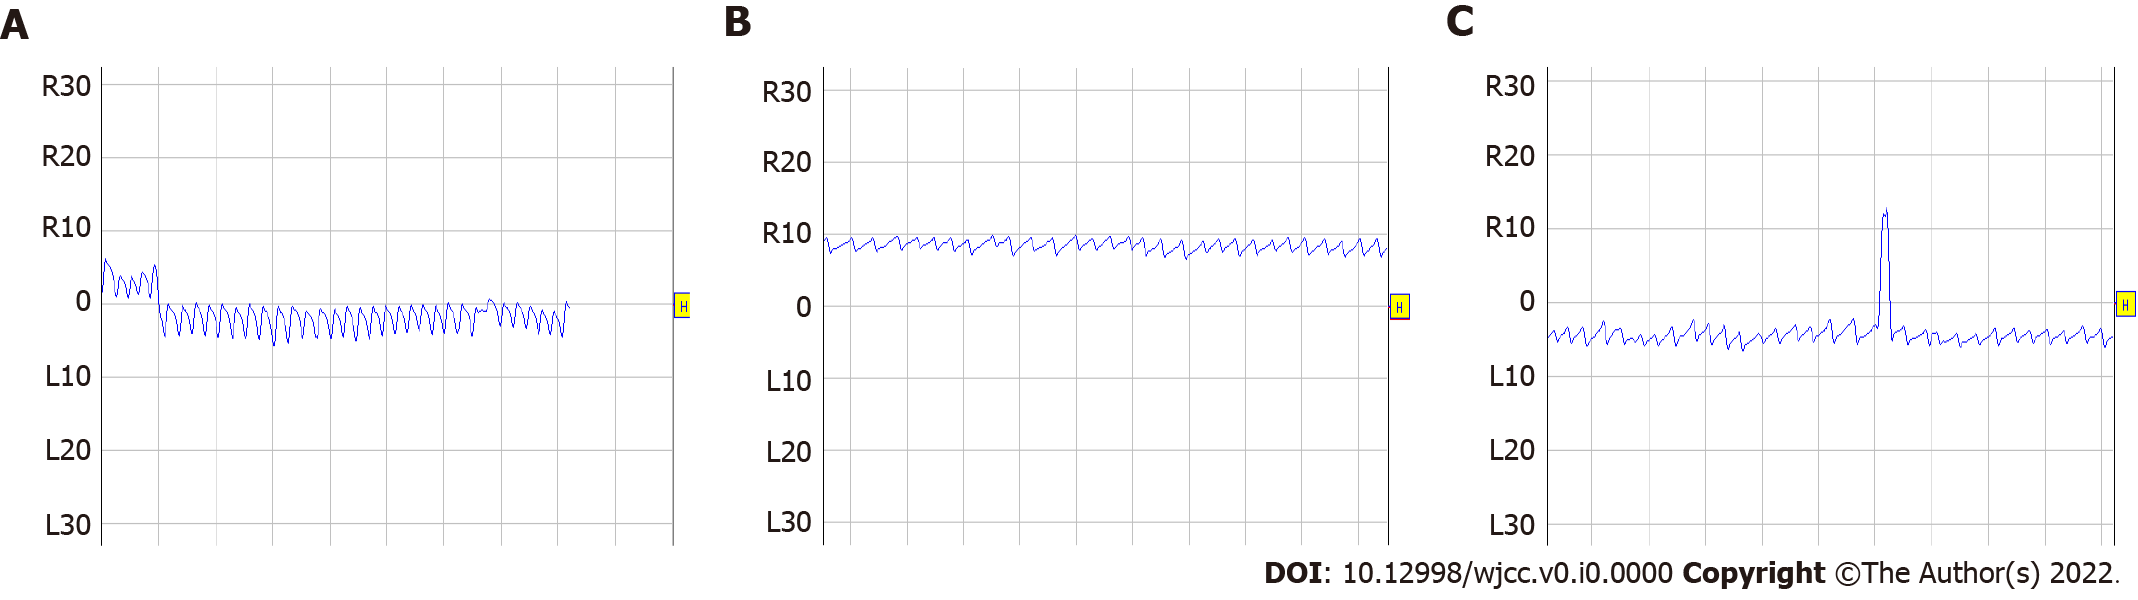 A
B
C
R30
R20
R10
0
L10
L20
L30
H
R30
R20
R10
0
L10
L20
L30
H
R30
R20
R10
0
L10
L20
L30
H
DOI: 10.12998/wjcc.v0.i0.0000 Copyright ©The Author(s) 2022.